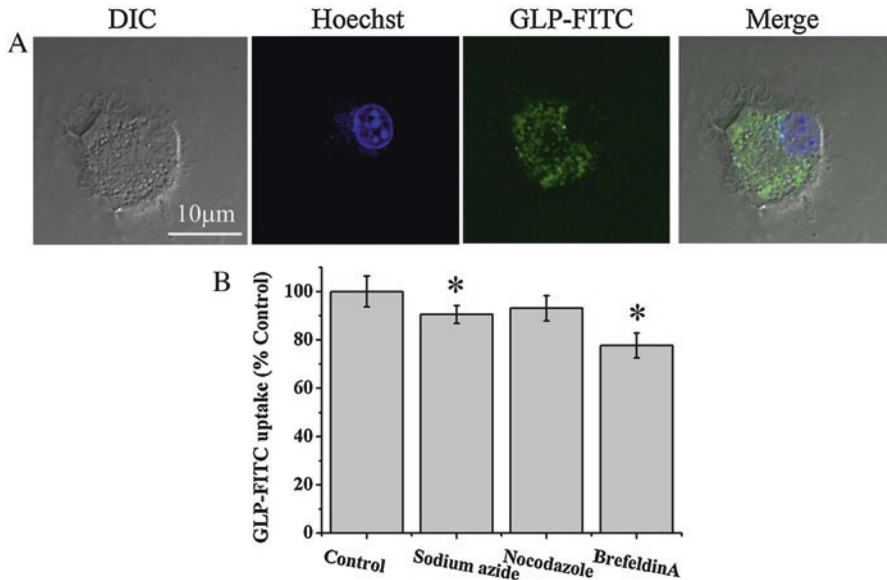 DIC Hoechst GLP-FITC Merge
A
10μm
B
GLP-FITC uptake (% Control)
100
80
60
40
20
0
Control Sodium azide Nocodazole BrefeldinA
* *